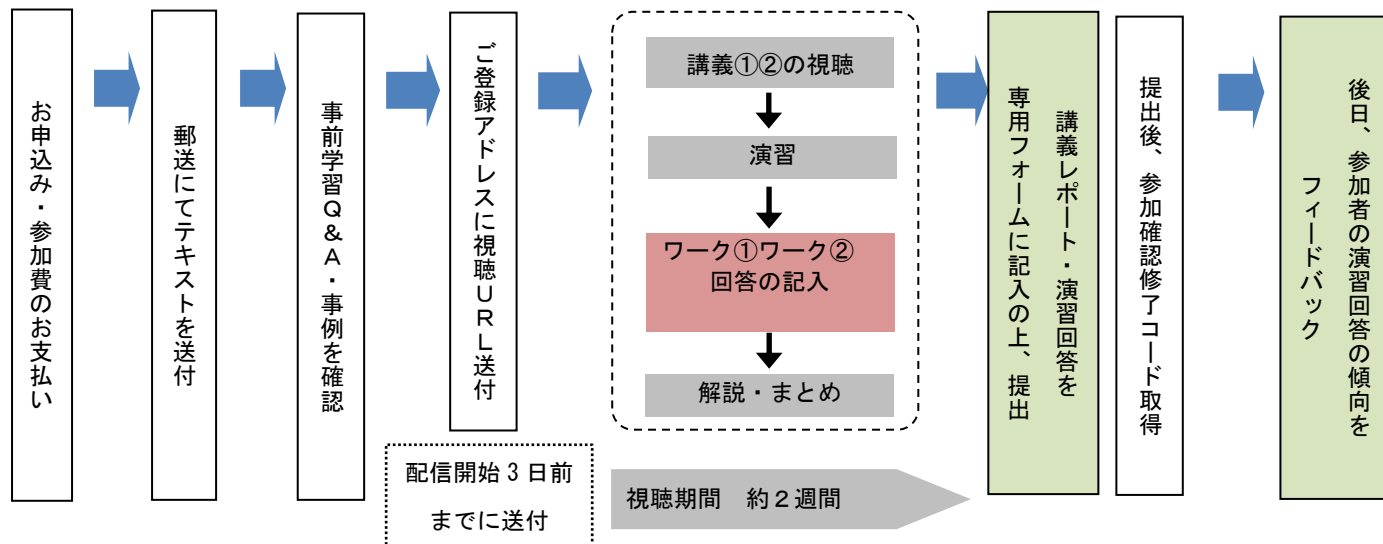 お申込み・参加費のお支払い
郵送にてテキストを送付
事前学習Ｑ＆Ａ・事例を確認
ご登録アドレスに視聴ＵＲＬ送付
配信開始３日前
までに送付
講義①②の視聴
演習
ワーク①ワーク②
回答の記入
解説・まとめ
視聴期間　約２週間
講義レポート・演習回答を
専用フォームに記入の上、提出
提出後、参加確認修了コード取得
後日、参加者の演習回答の傾向を
フィードバック